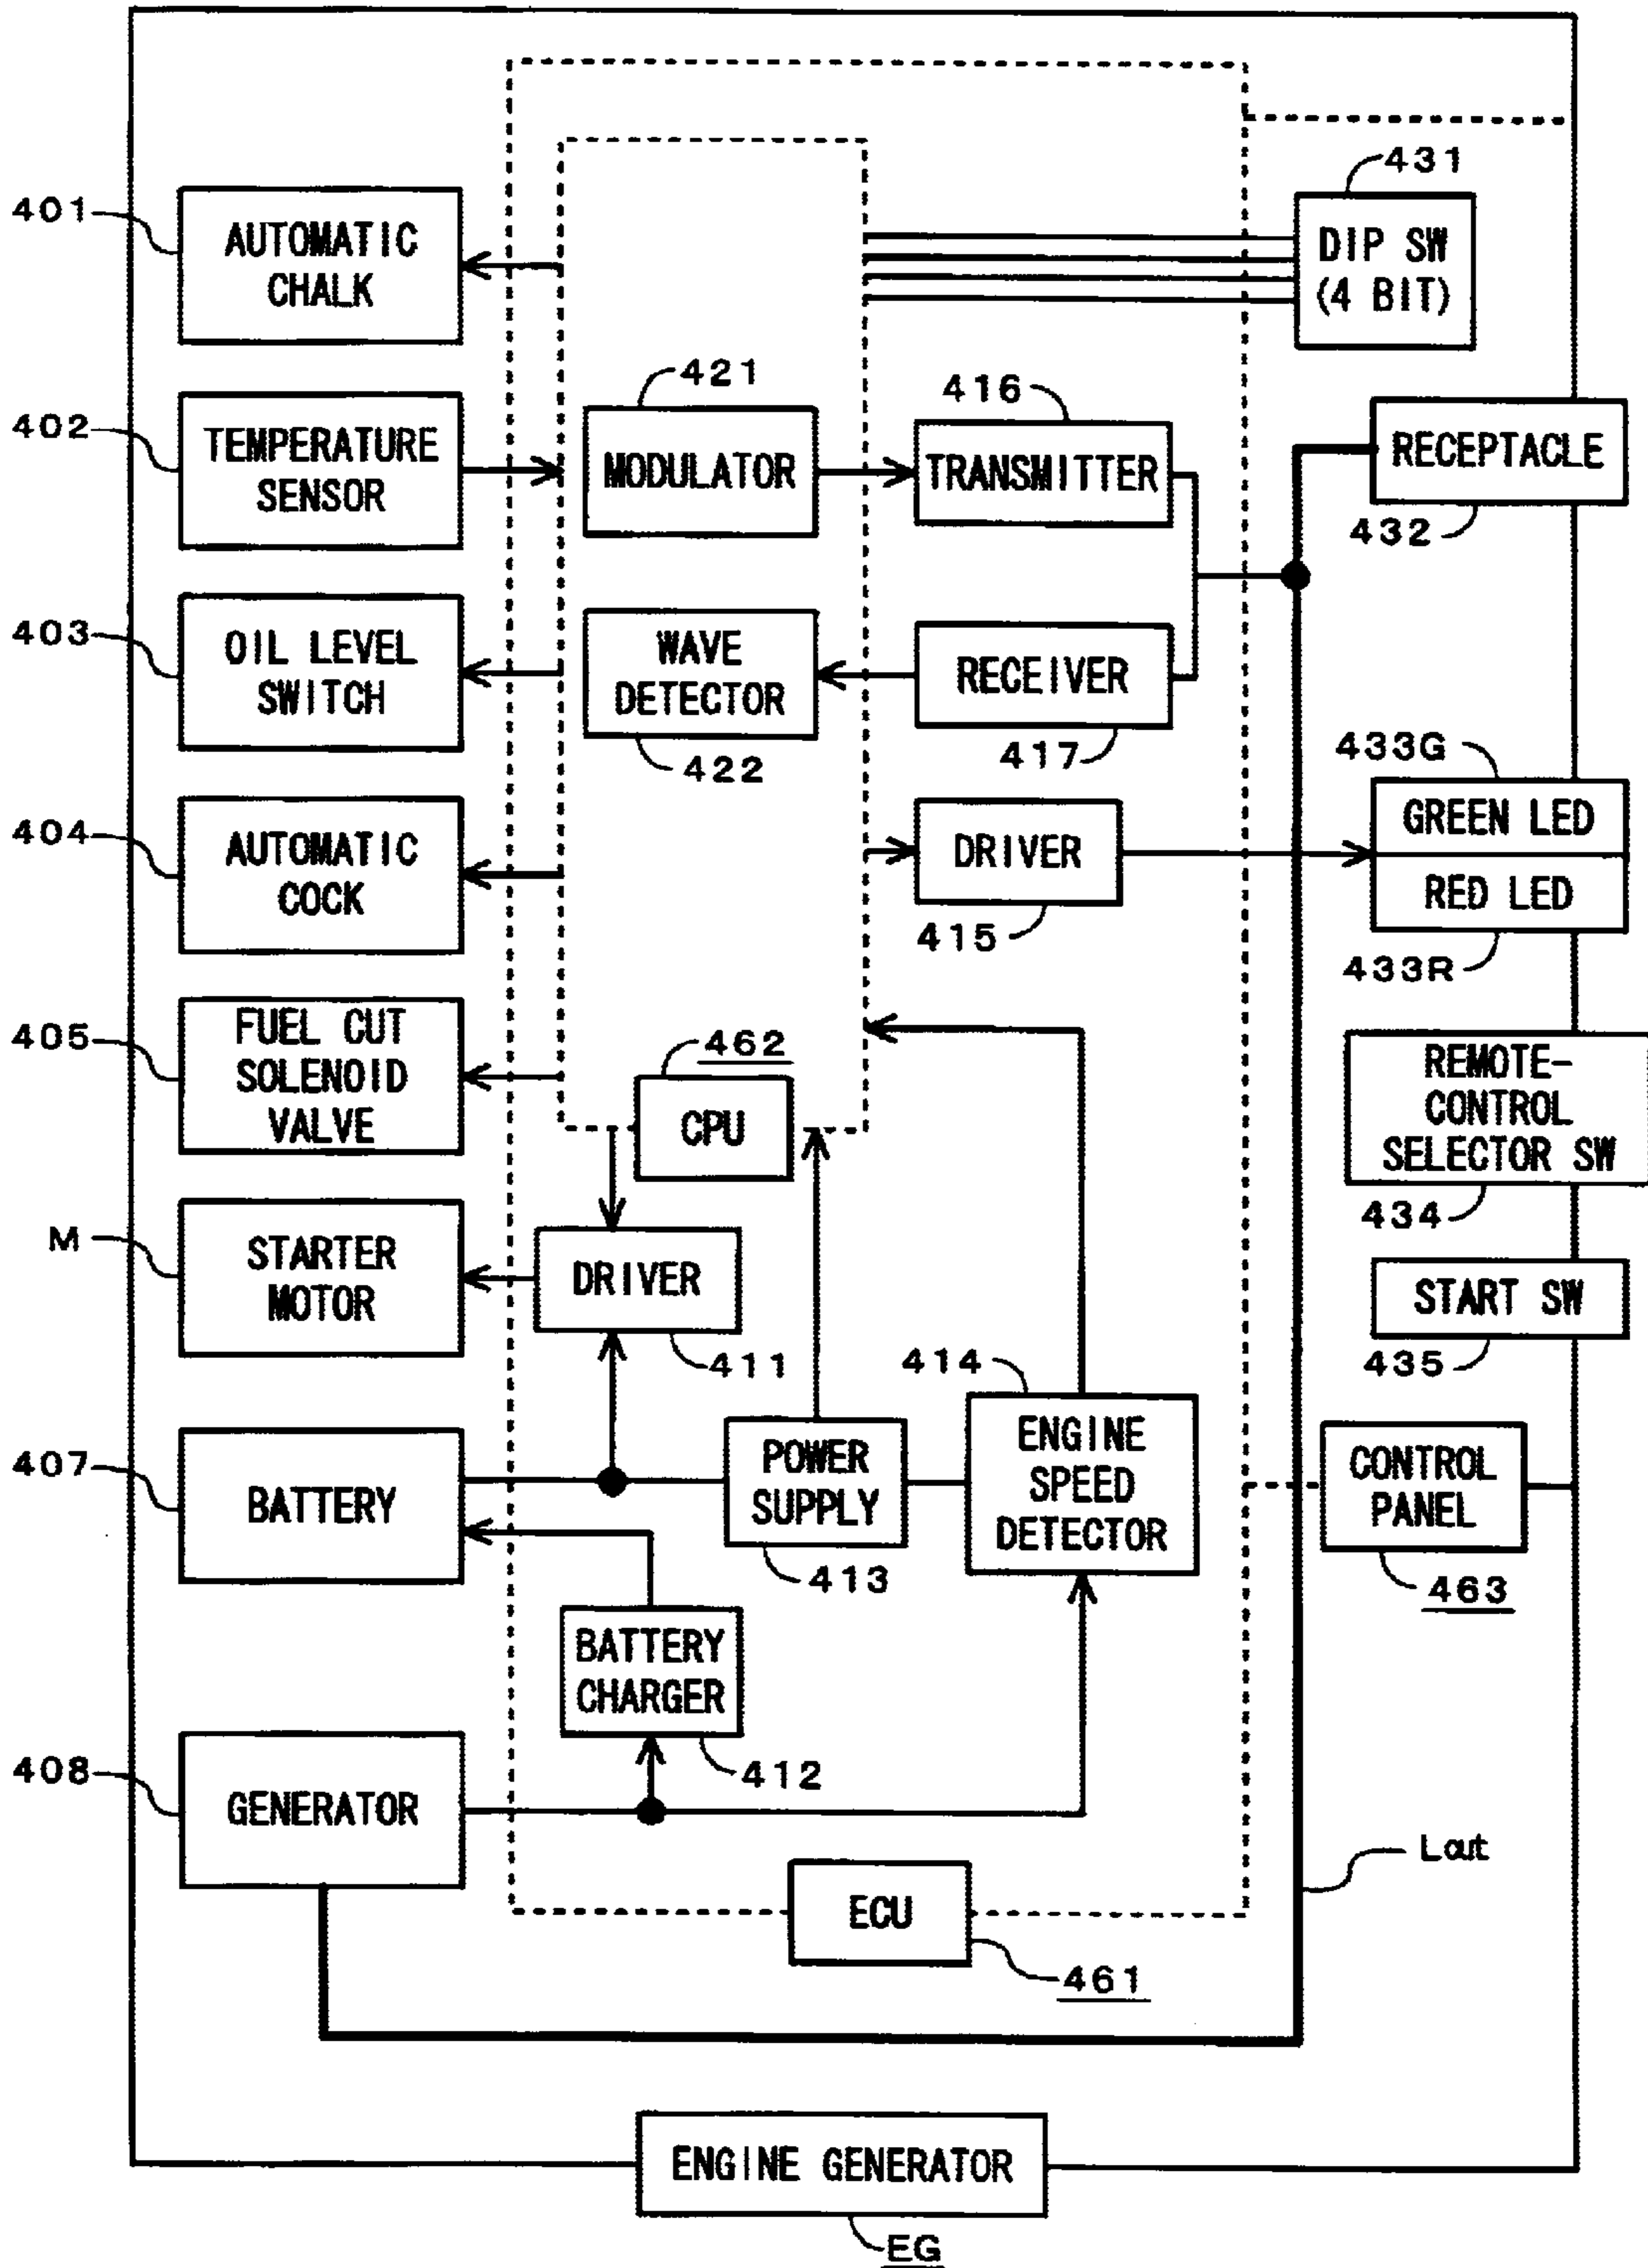 431
401
AUTOMATIC
CHALK
DIP SW
(4 BIT)
421
416
402
TEMPERATURE
SENSOR
MODULATOR
TRANSMITTER
RECEPTACLE
432
403
OIL LEVEL
SWITCH
WAVE
DETECTOR
422
RECEIVER
417
433G
GREEN LED
RED LED
433R
404
AUTOMATIC
COCK
DRIVER
415
405
FUEL CUT
SOLENOID
VALVE
462
CPU
REMOTE-
CONTROL
SELECTOR SW
434
M
STARTER
MOTOR
DRIVER
411
START SW
435
414
ENGINE
SPEED
DETECTOR
407
BATTERY
POWER
SUPPLY
413
CONTROL
PANEL
463
BATTERY
CHARGER
412
408
GENERATOR
Lout
ECU
461
ENGINE GENERATOR
EG